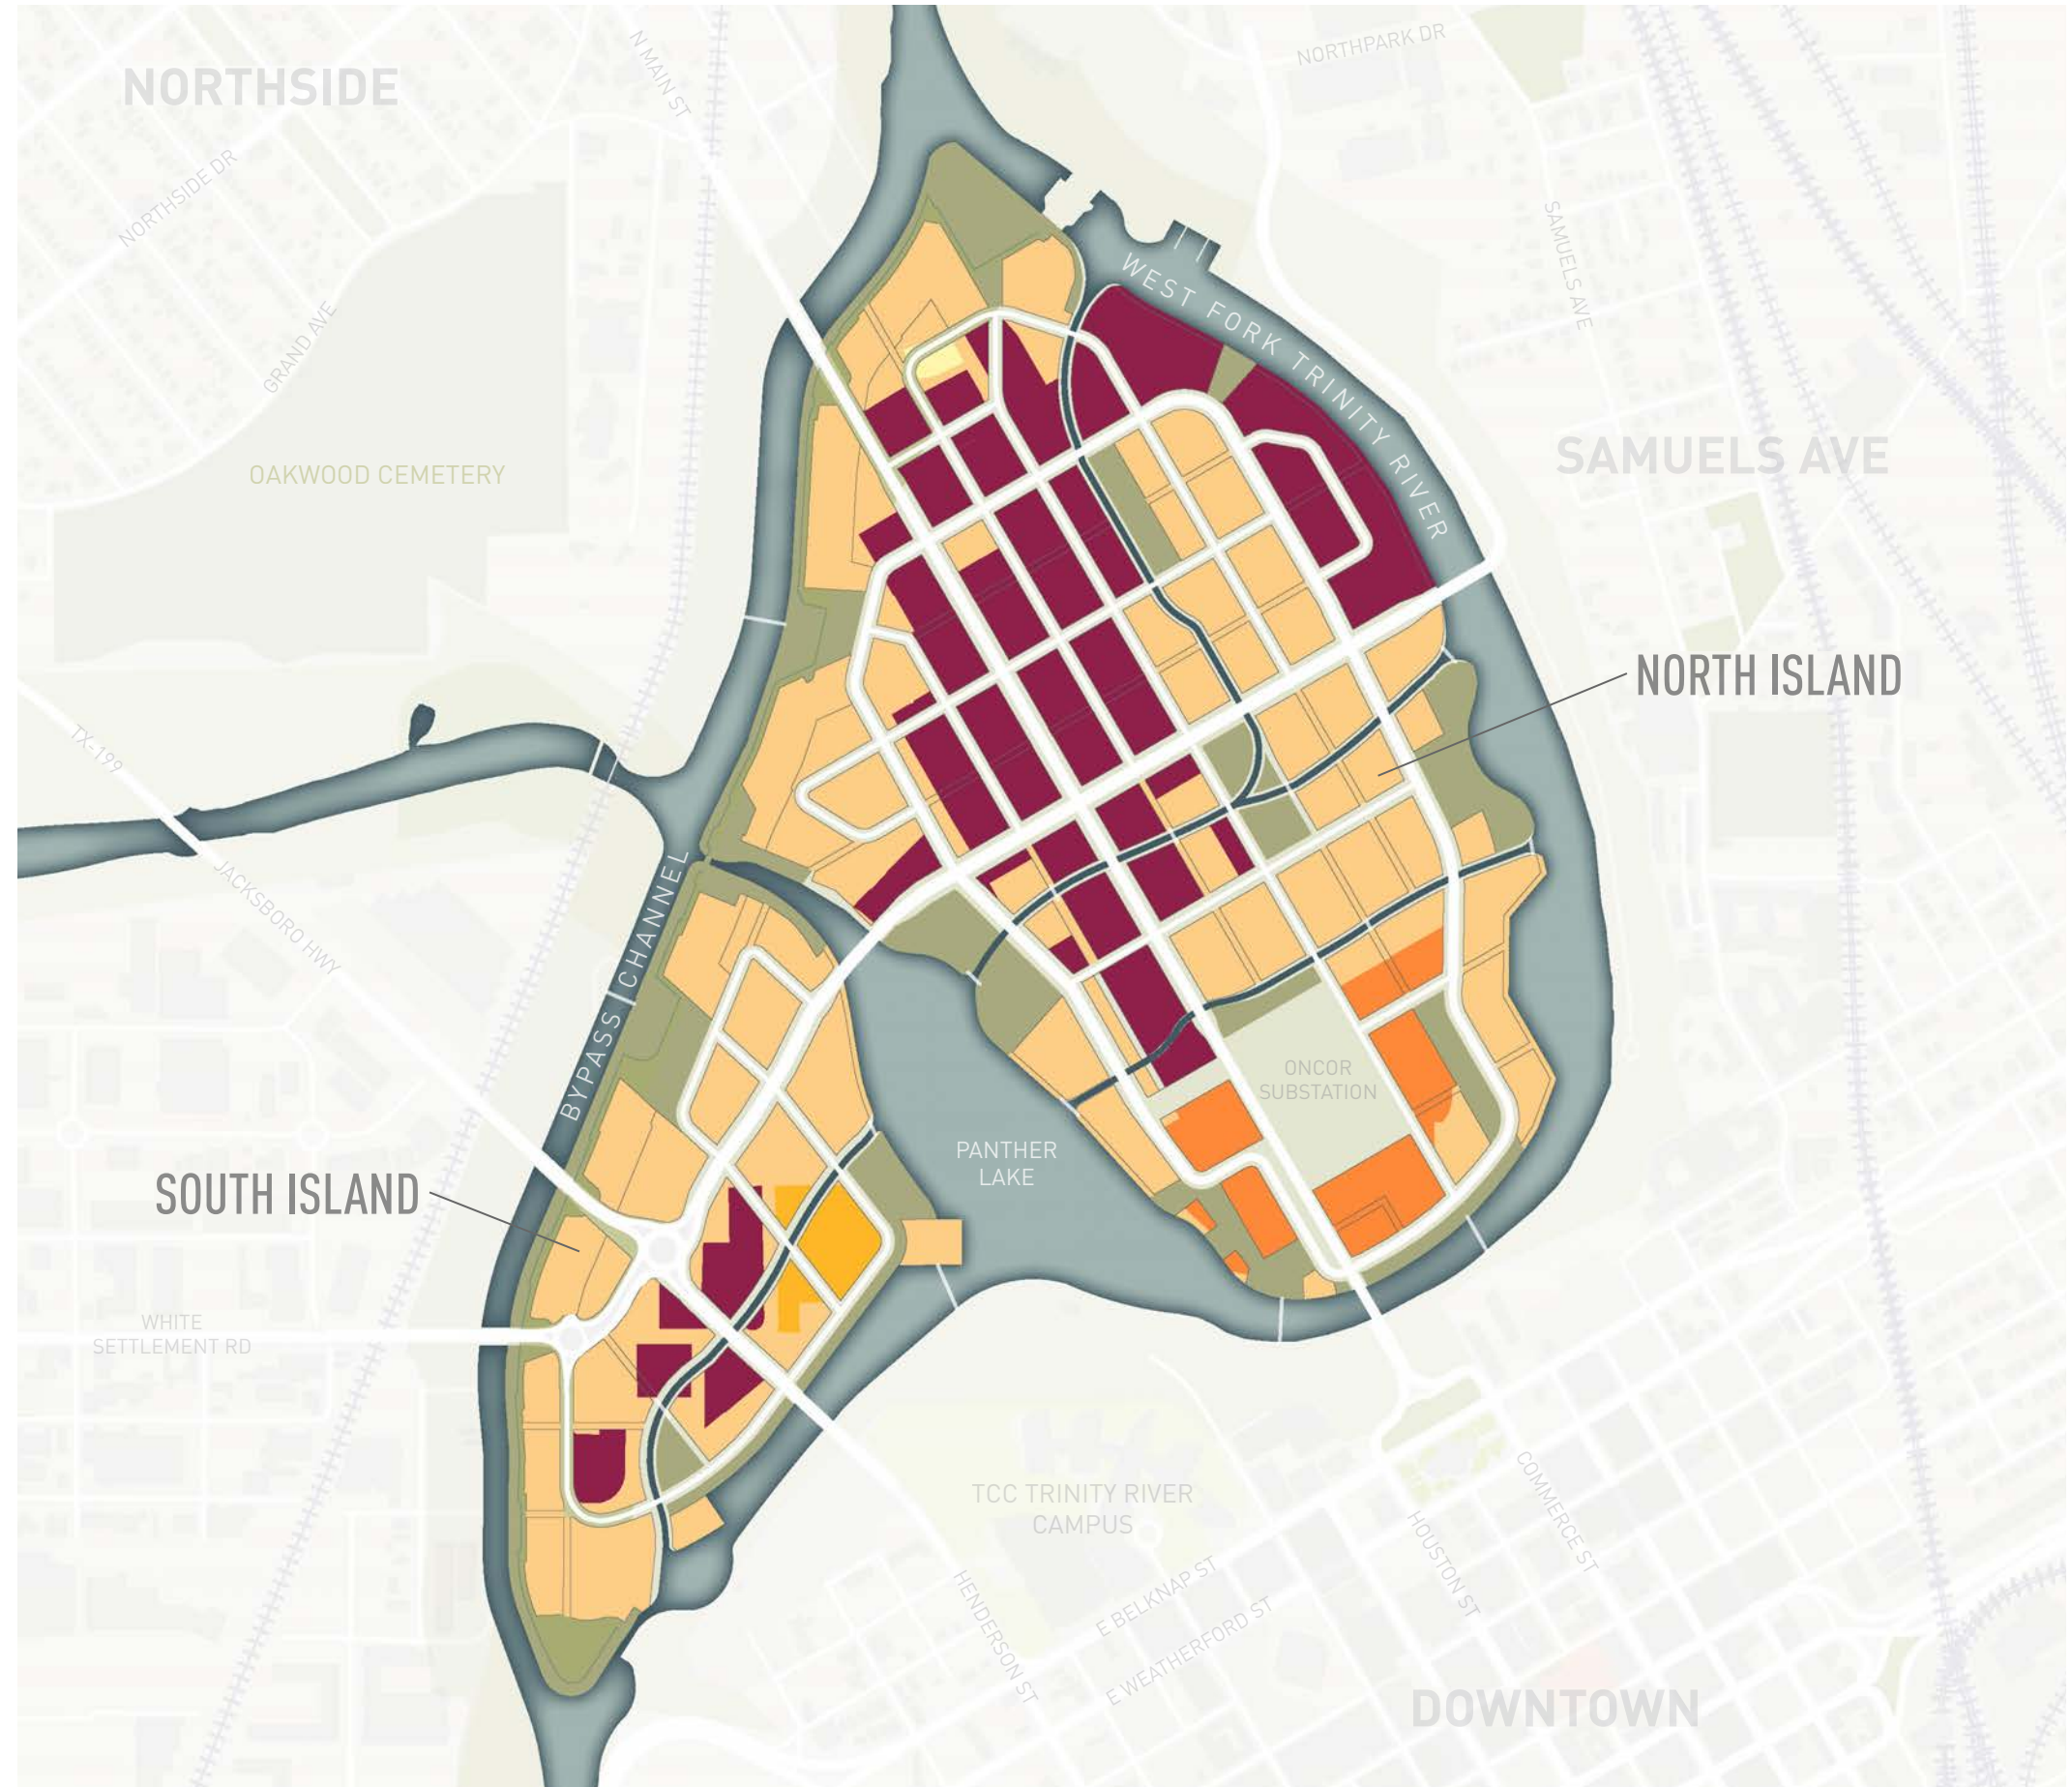 NORTHSIDE
N MAIN ST
NORTHPARK DR
NORTHSIDE DR
SAMUELS AVE
WEST FORK TRINITY RIVER
GRAND AVE
OAKWOOD CEMETERY
SAMUELS AVE
NORTH ISLAND
TX-199
JACKSBORO HWY
BYPASS CHANNEL
ONCOR
SUBSTATION
PANTHER
LAKE
SOUTH ISLAND
WHITE
SETTLEMENT RD
TCC TRINITY RIVER
CAMPUS
COMMERCE ST
HOUSTON ST
HENDERSON ST
E BELKNAP ST
E WEATHERFORD ST
DOWNTOWN